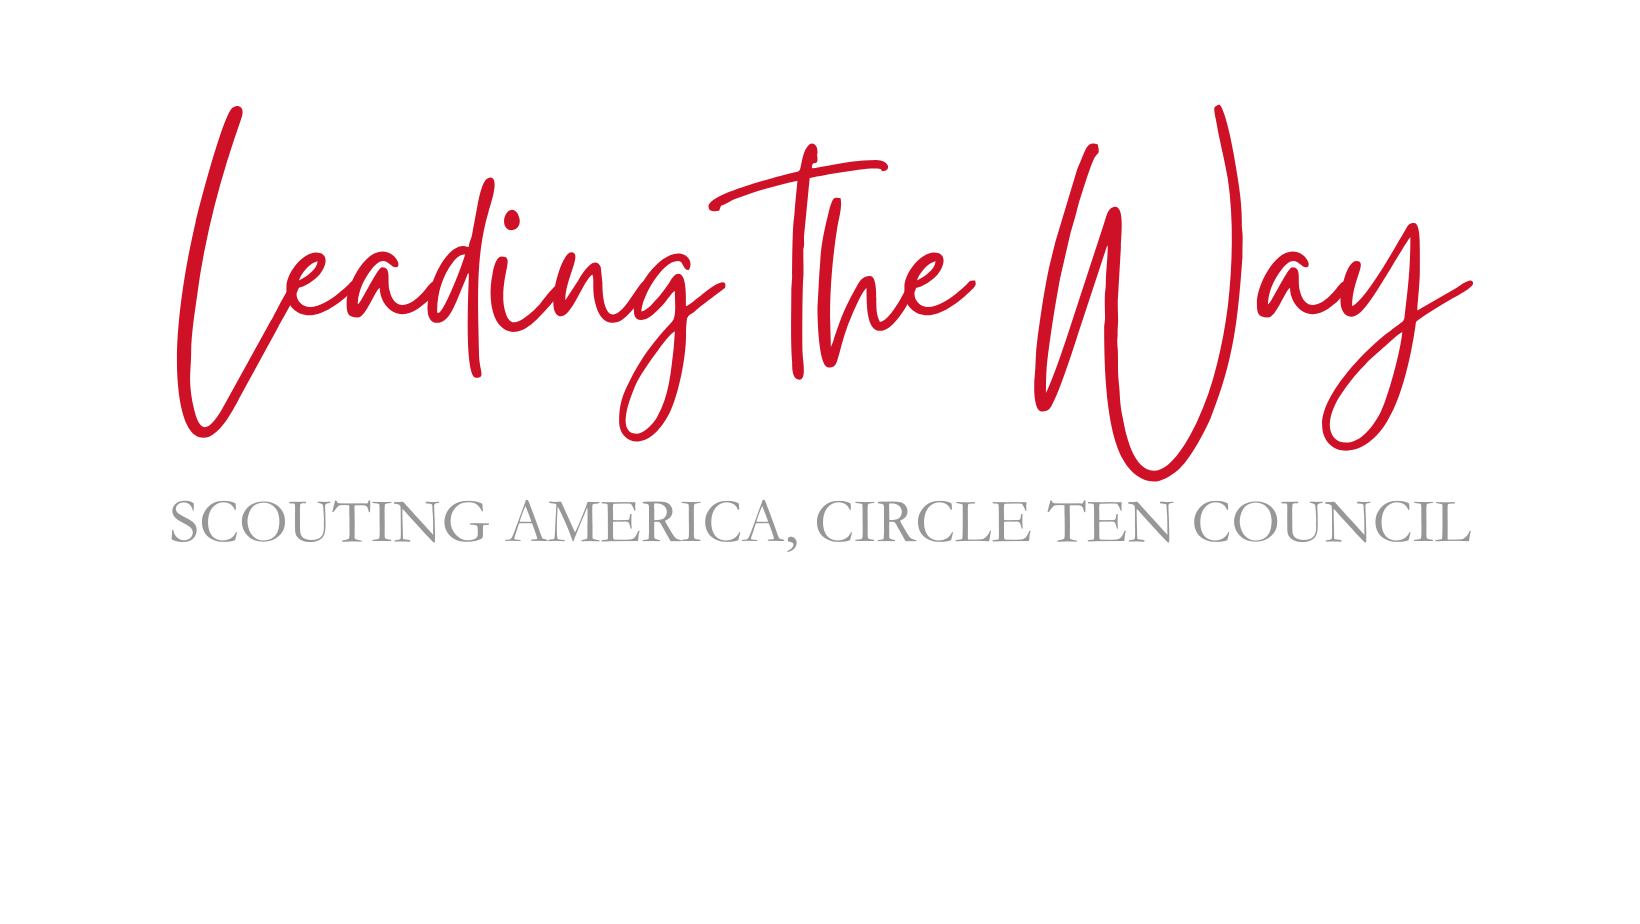 Leading The Way
SCOUTING AMERICA, CIRCLE TEN COUNCIL